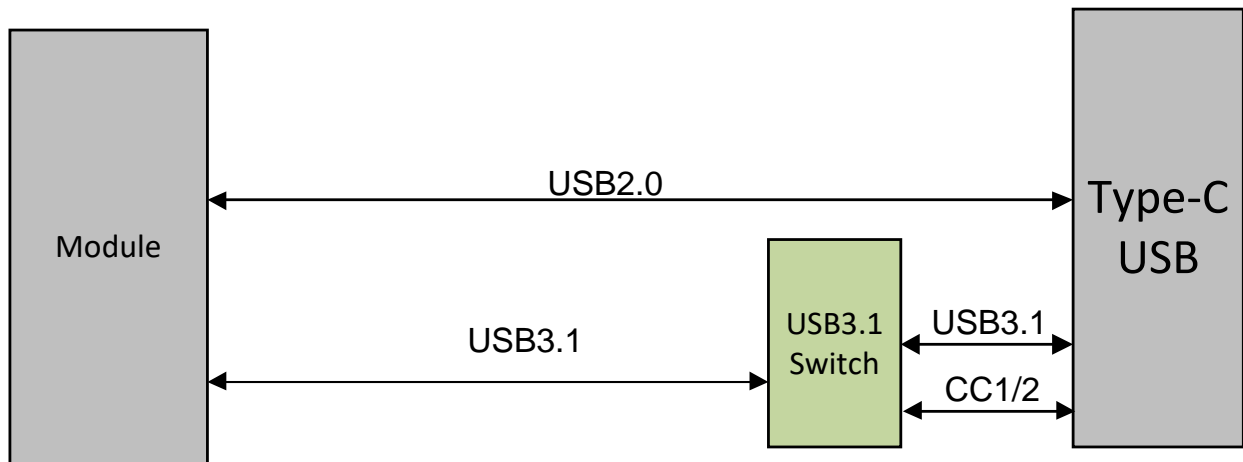 USB2.0
Type-C
USB
Module
USB3.1
Switch
USB3.1
USB3.1
CC1/2